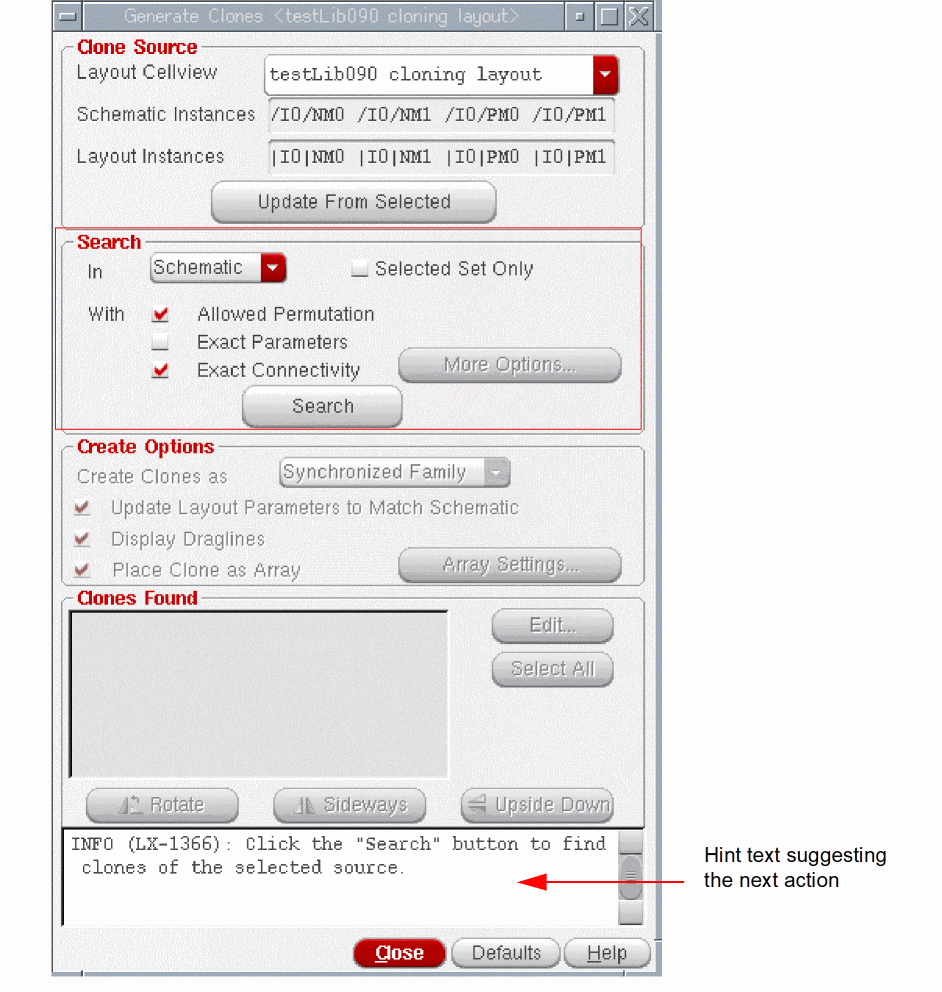 Generate Clones <testLib090 cloning layout>
Clone Source
Layout Cellview testLib090 cloning layout
Schematic Instances /I0/NM0 /I0/NM1 /I0/PM0 /I0/PM1
Layout Instances |I0|NM0 |I0|NM1 |I0|PM0 |I0|PM1
Update From Selected
Search
In Schematic Selected Set Only
With Allowed Permutation
Exact Parameters
Exact Connectivity More Options...
Search
Create Options
Create Clones as Synchronized Family
Update Layout Parameters to Match Schematic
Display Draglines
Place Clone as Array Array Settings...
Clones Found
Edit...
Select All
Rotate Sideways Upside Down
INFO (LX-1366): Click the "Search" button to find
clones of the selected source.
Hint text suggesting
the next action
Close Defaults Help